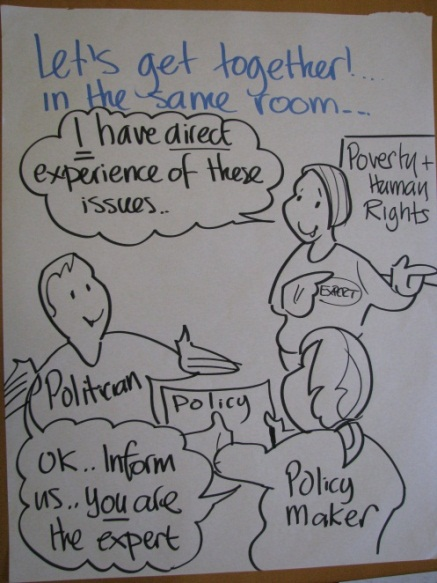 Let's get together!....
in the same room---
I have direct
experience of these
issues..
Poverty +
Human
Rights
EXPERT
Politician
Policy
OK.. Inform
us.. you are
the expert
Policy
maker